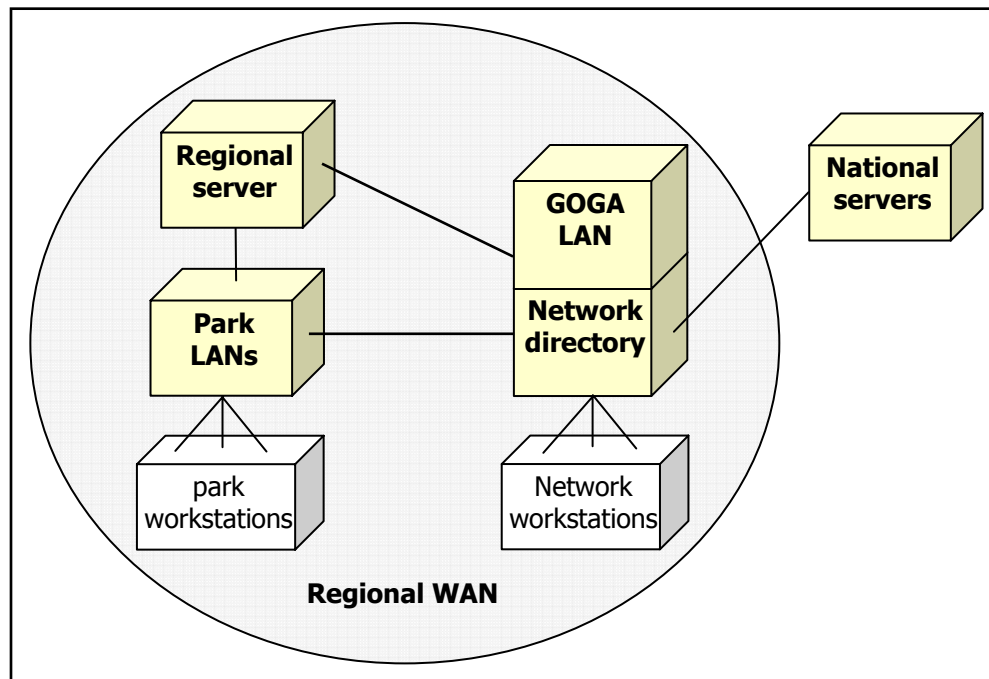 Regional
server
GOGA
LAN
National
servers
Park
LANs
Network
directory
park
workstations
Network
workstations
Regional WAN